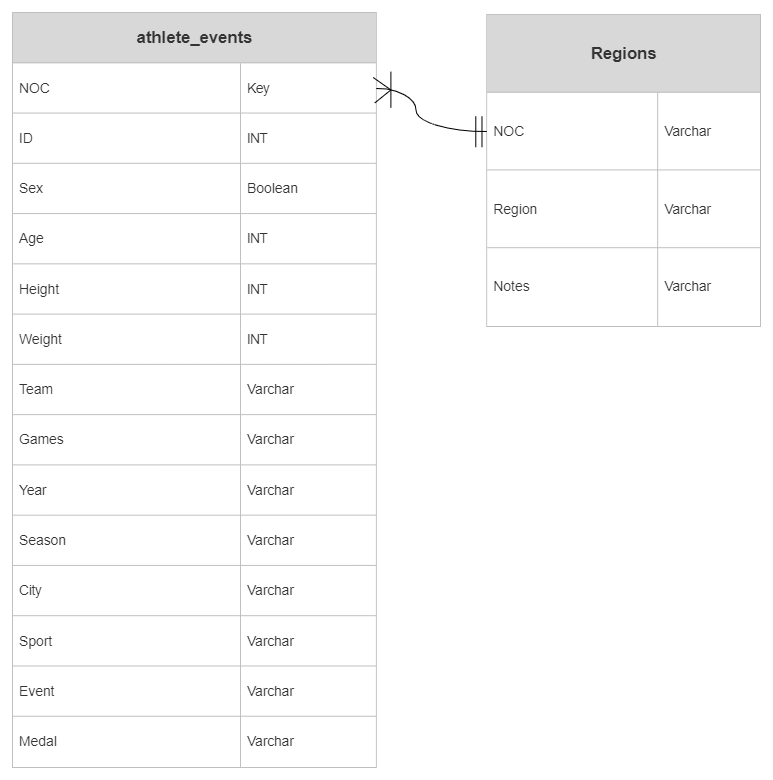 athlete_events
NOC Key
ID INT
Sex Boolean
Age INT
Height INT
Weight INT
Team Varchar
Games Varchar
Year Varchar
Season Varchar
City Varchar
Sport Varchar
Event Varchar
Medal Varchar
Regions
NOC Varchar
Region Varchar
Notes Varchar